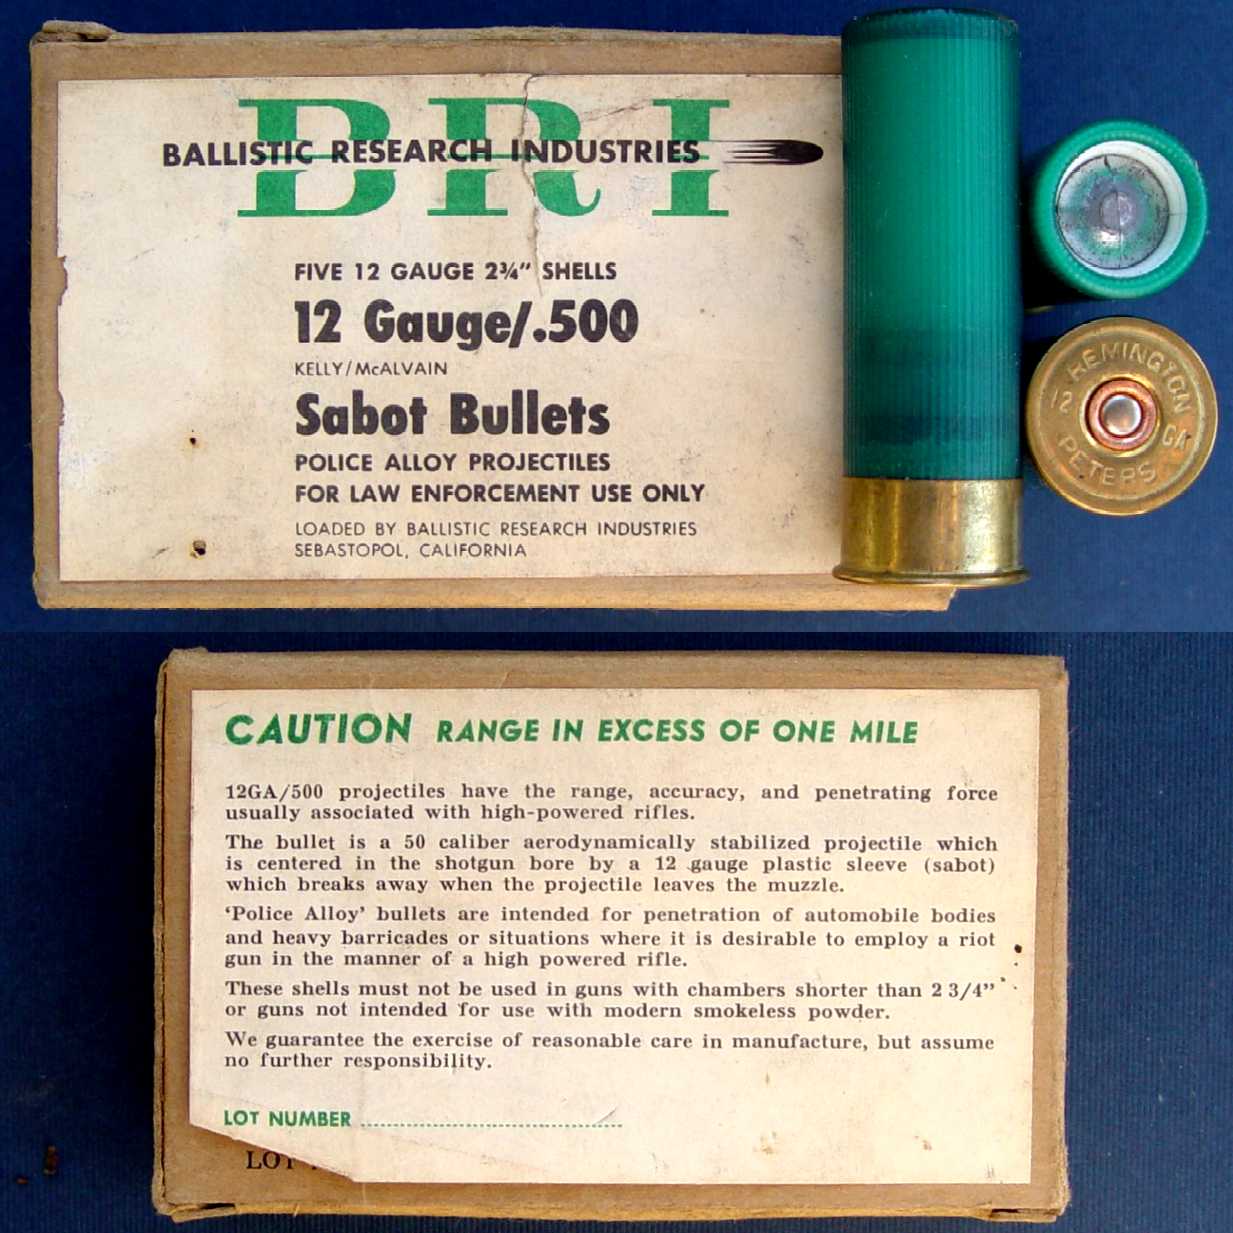 BRI
BALLISTIC RESEARCH INDUSTRIES
FIVE 12 GAUGE 2¾" SHELLS
12 Gauge/.500
KELLY/McALVAIN
Sabot Bullets
POLICE ALLOY PROJECTILES
FOR LAW ENFORCEMENT USE ONLY
LOADED BY BALLISTIC RESEARCH INDUSTRIES
SEBASTOPOL, CALIFORNIA
REMINGTON
12 GA
PETERS
CAUTION RANGE IN EXCESS OF ONE MILE
12GA/500 projectiles have the range, accuracy, and penetrating force
usually associated with high-powered rifles.
The bullet is a 50 caliber aerodynamically stabilized projectile which
is centered in the shotgun bore by a 12 gauge plastic sleeve (sabot)
which breaks away when the projectile leaves the muzzle.
‘Police Alloy’ bullets are intended for penetration of automobile bodies
and heavy barricades or situations where it is desirable to employ a riot
gun in the manner of a high powered rifle.
These shells must not be used in guns with chambers shorter than 2 3/4”
or guns not intended for use with modern smokeless powder.
We guarantee the exercise of reasonable care in manufacture, but assume
no further responsibility.
LOT NUMBER
LOT